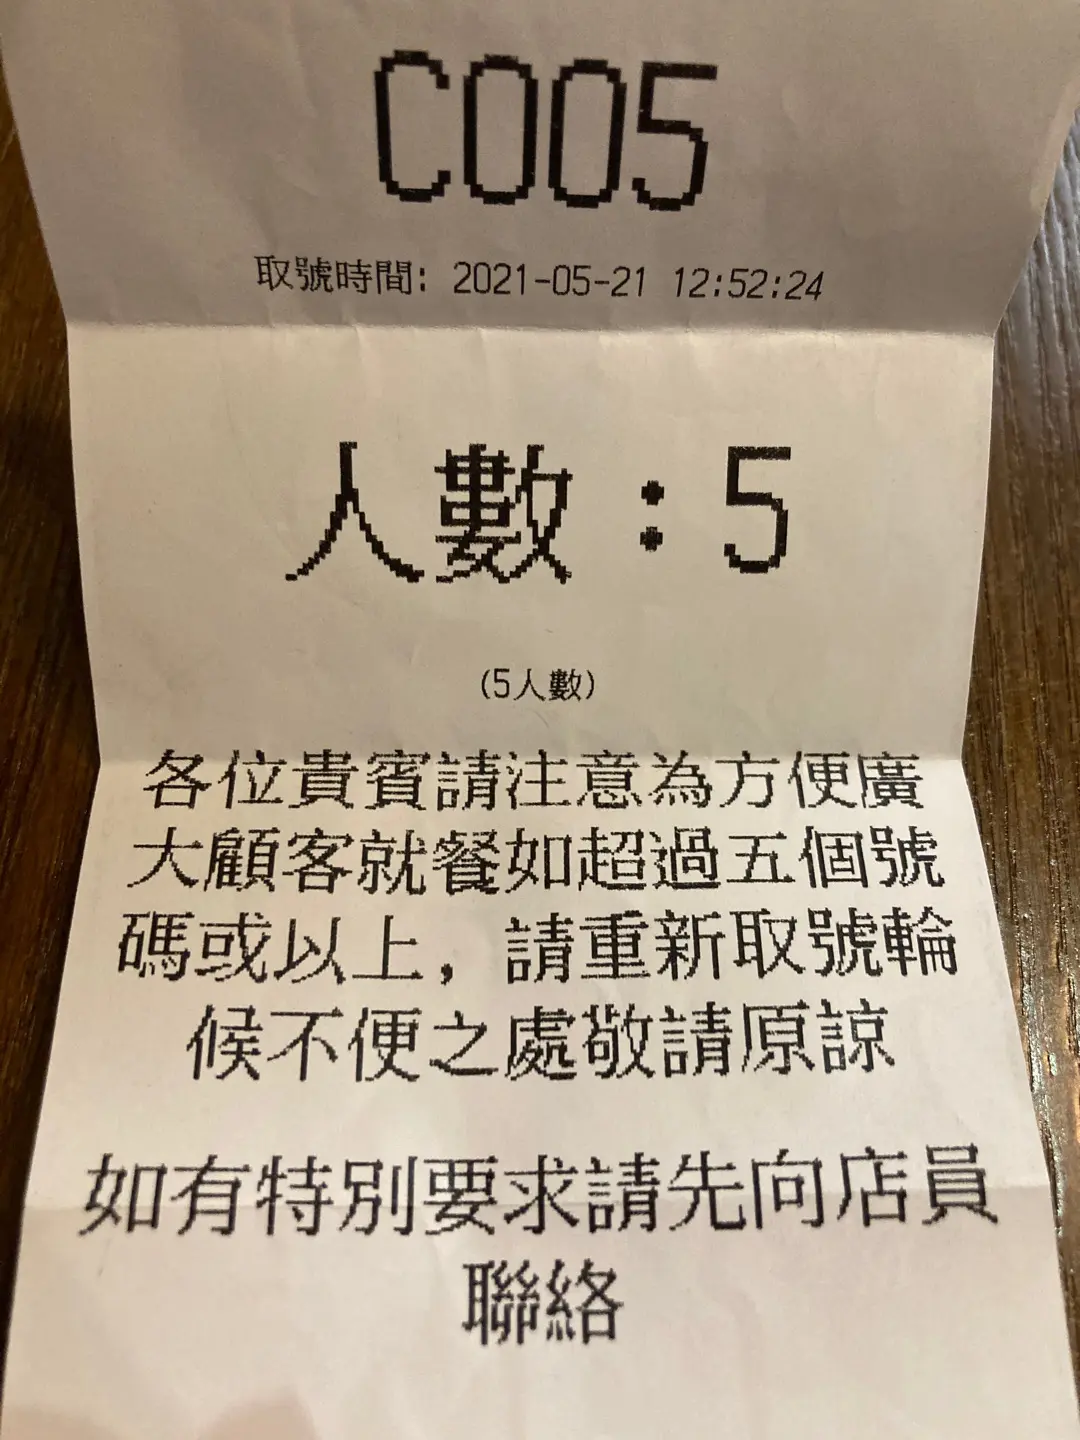 C005
取號時間: 2021-05-21 12:52:24
人數：5
(5人數)
各位貴賓請注意為方便廣
大顧客就餐如超過五個號
碼或以上，請重新取號輪
候不便之處敬請原諒
如有特別要求請先向店員
聯絡